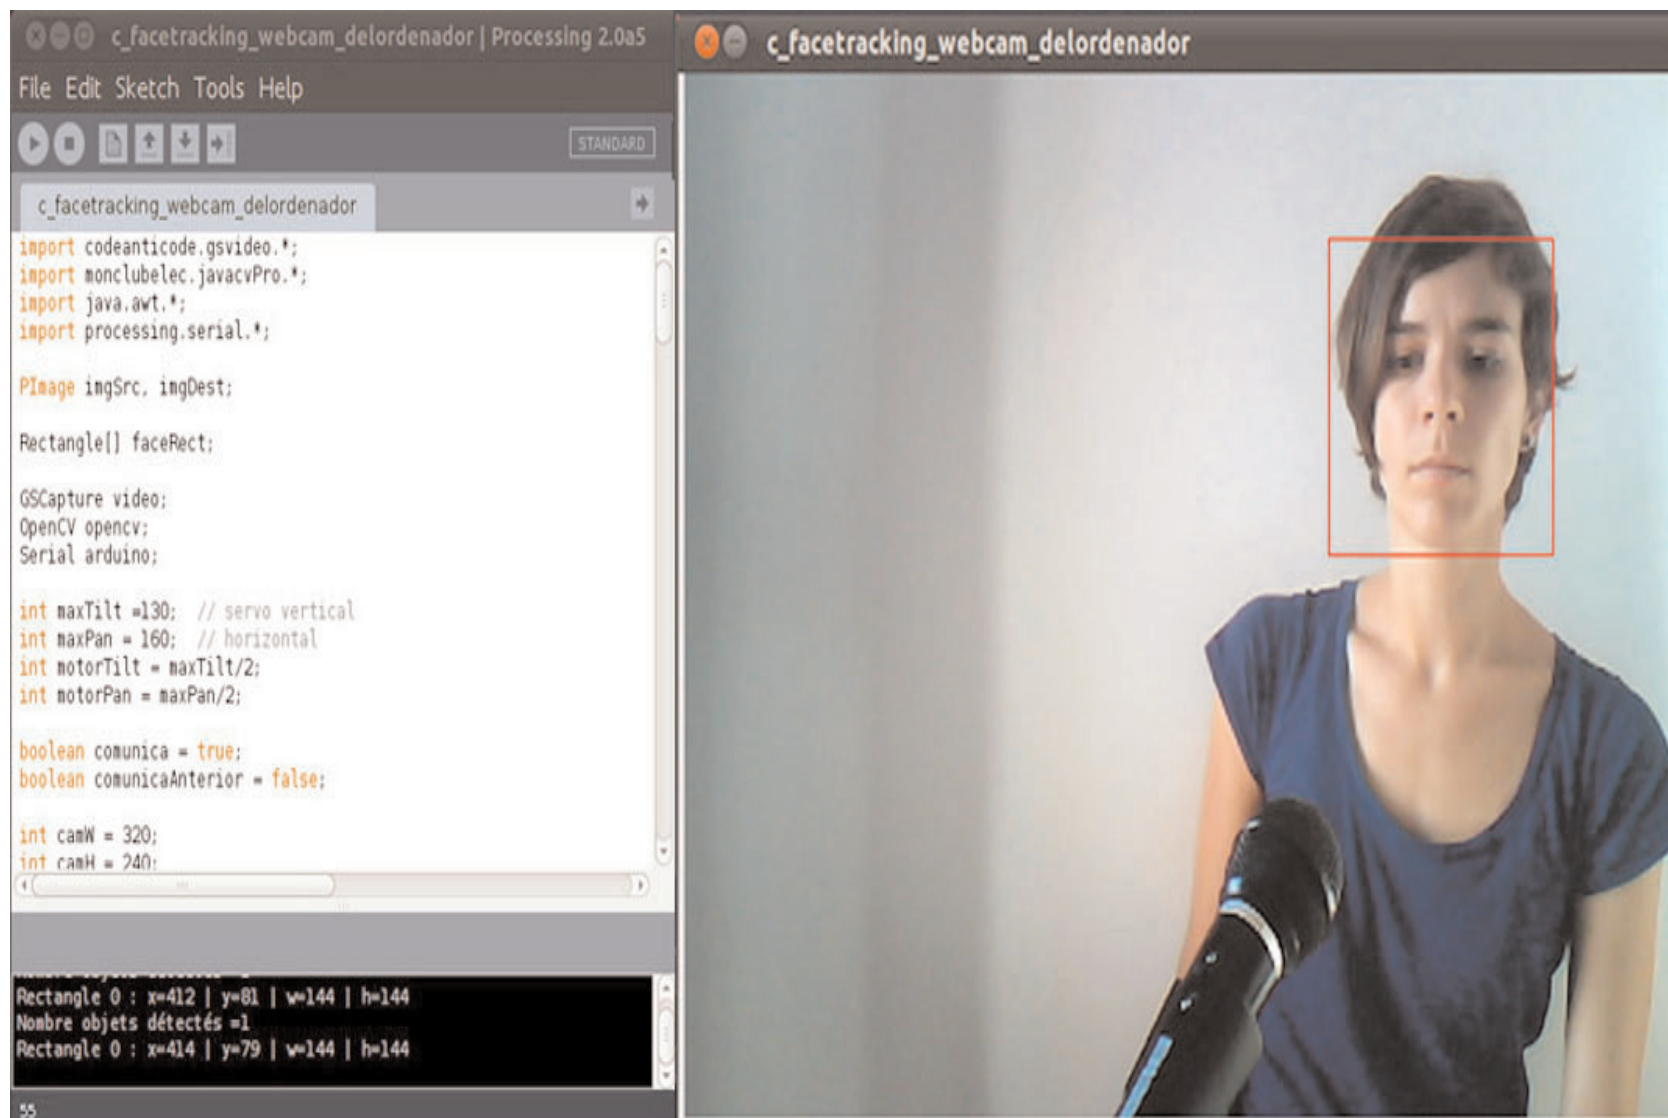 c_facetracking_webcam_delordenador | Processing 2.0a5
File Edit Sketch Tools Help
STANDARD
c_facetracking_webcam_delordenador
import codeanticode.gsvideo.*;
import monclubelec.javacvPro.*;
import java.awt.*;
import processing.serial.*;
PImage imgSrc, imgDest;
Rectangle[] faceRect;
GSCapture video;
OpenCV opencv;
Serial arduino;
int maxTilt =130; // servo vertical
int maxPan = 160; // horizontal
int motorTilt = maxTilt/2;
int motorPan = maxPan/2;
boolean comunica = true;
boolean comunicaAnterior = false;
int camW = 320;
int camH = 240;
Rectangle 0 : x=412 | y=81 | w=144 | h=144
Nombre objets détectés =1
Rectangle 0 : x=414 | y=79 | w=144 | h=144
55
c_facetracking_webcam_delordenador